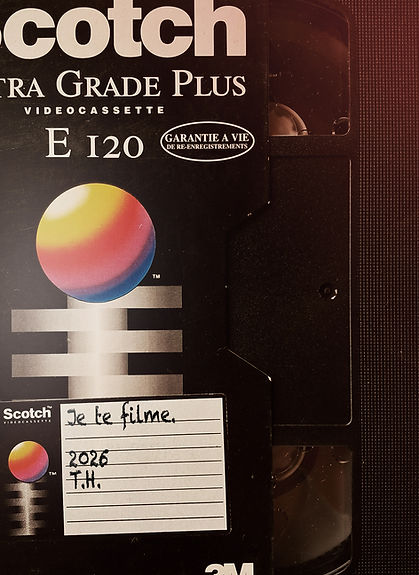 Scotch
TRA GRADE PLUS
VIDEOCASSETTE
E 120
GARANTIE A VIE
DE RE-ENREGISTREMENTS
TM
Scotch™
VIDEOCASSETTE
TM
Je te filme.
2026
T.H.
3M